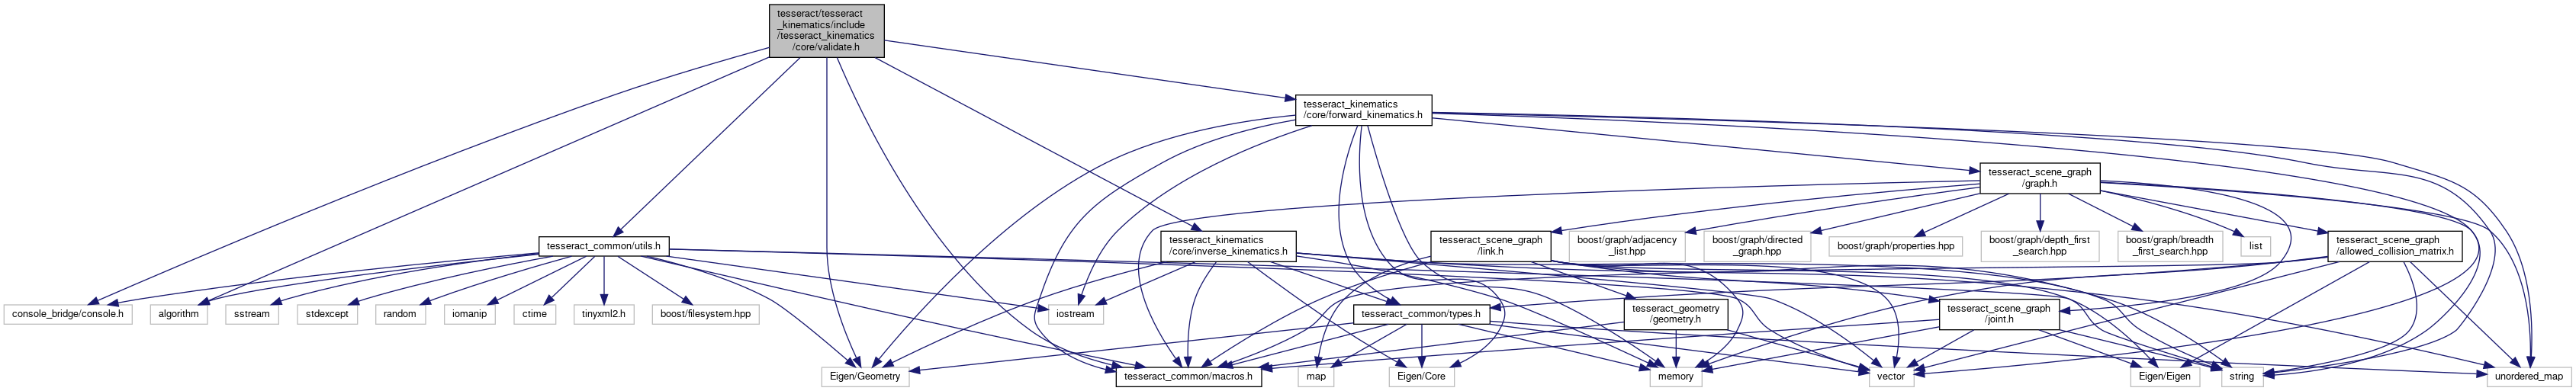 tesseract/tesseract
_kinematics/include
/tesseract_kinematics
/core/validate.h
tesseract_kinematics
/core/forward_kinematics.h
tesseract_scene_graph
/graph.h
tesseract_common/utils.h
tesseract_kinematics
/core/inverse_kinematics.h
tesseract_scene_graph
/link.h
boost/graph/adjacency
_list.hpp
boost/graph/directed
_graph.hpp
boost/graph/properties.hpp
boost/graph/depth_first
_search.hpp
boost/graph/breadth
_first_search.hpp
list
tesseract_scene_graph
/allowed_collision_matrix.h
console_bridge/console.h
algorithm
sstream
stdexcept
random
iomanip
ctime
tinyxml2.h
boost/filesystem.hpp
iostream
tesseract_common/types.h
tesseract_geometry
/geometry.h
tesseract_scene_graph
/joint.h
Eigen/Geometry
tesseract_common/macros.h
map
Eigen/Core
memory
vector
Eigen/Eigen
string
unordered_map